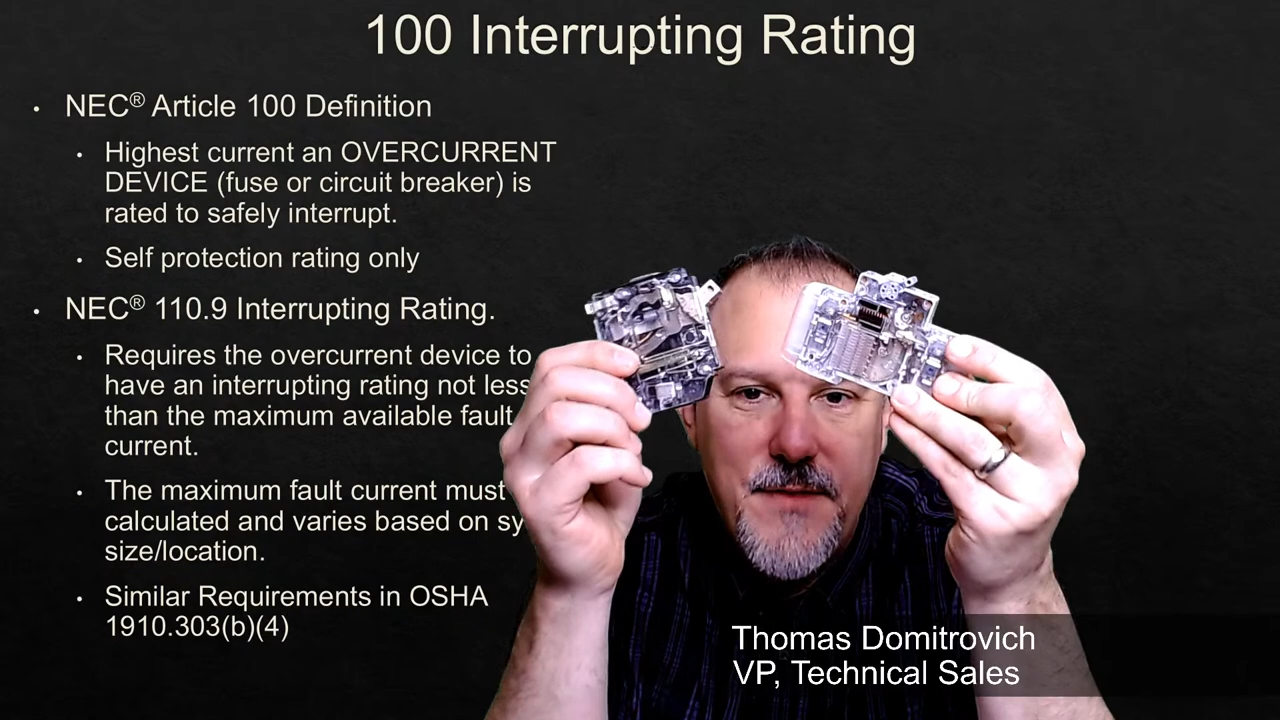 100 Interrupting Rating
• NEC® Article 100 Definition
• Highest current an OVERCURRENT
DEVICE (fuse or circuit breaker) is
rated to safely interrupt.
• Self protection rating only
• NEC® 110.9 Interrupting Rating.
• Requires the overcurrent device to
have an interrupting rating not less
than the maximum available fault
current.
• The maximum fault current must
calculated and varies based on sy
size/location.
• Similar Requirements in OSHA
1910.303(b)(4)
Thomas Domitrovich
VP, Technical Sales